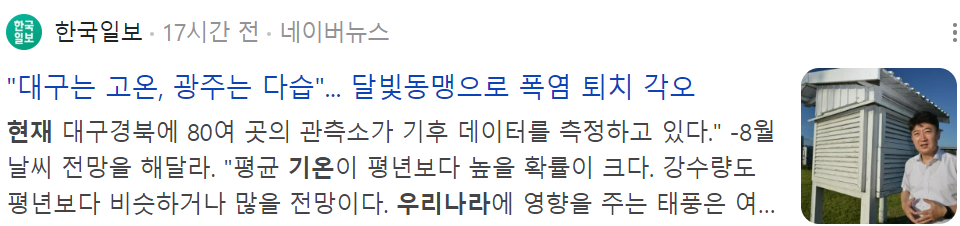 한국일보
한국일보 · 17시간 전 · 네이버뉴스
"대구는 고온, 광주는 다습"... 달빛동맹으로 폭염 퇴치 각오
현재 대구경북에 80여 곳의 관측소가 기후 데이터를 측정하고 있다." -8월
날씨 전망을 해달라. "평균 기온이 평년보다 높을 확률이 크다. 강수량도
평년보다 비슷하거나 많을 전망이다. 우리나라에 영향을 주는 태풍은 여...